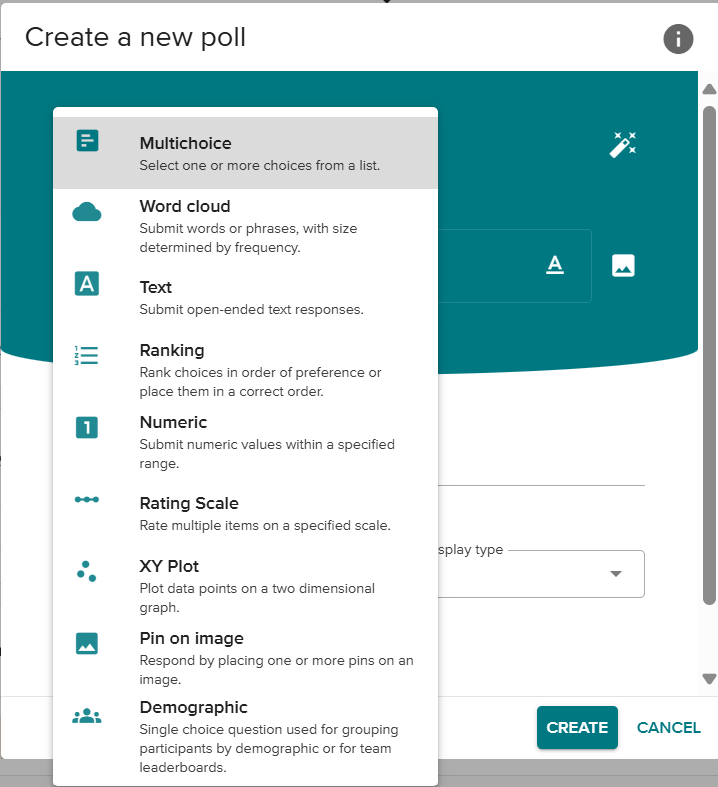 Create a new poll
Multichoice
Select one or more choices from a list.
Word cloud
Submit words or phrases, with size
determined by frequency.
A
Text
Submit open-ended text responses.
1
2
3
Ranking
Rank choices in order of preference or
place them in a correct order.
1
Numeric
Submit numeric values within a specified
range.
Rating Scale
Rate multiple items on a specified scale.
XY Plot
Plot data points on a two dimensional
graph.
Pin on image
Respond by placing one or more pins on an
image.
Demographic
Single choice question used for grouping
participants by demographic or for team
leaderboards.
A
splay type
CREATE CANCEL